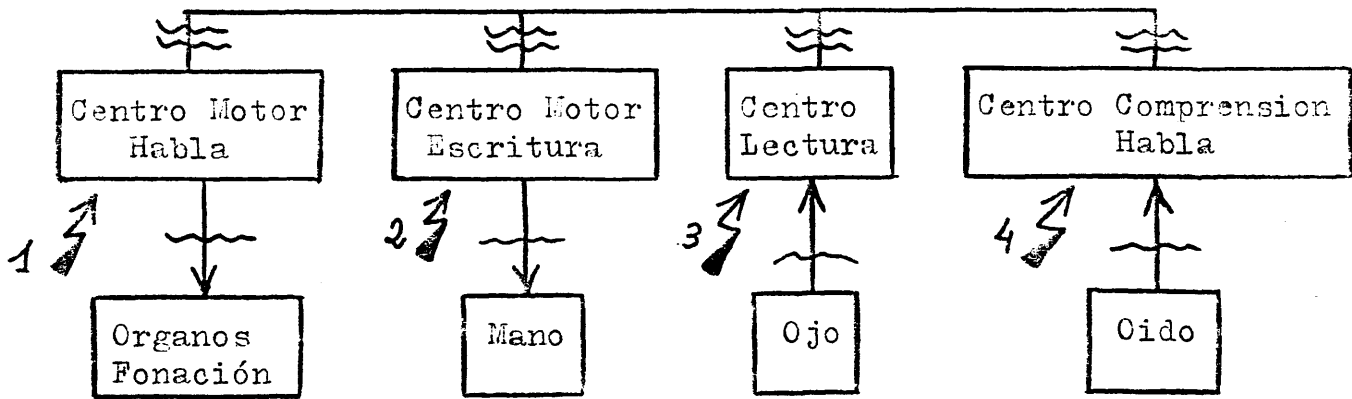 Centro Motor
Habla
Centro Motor
Escritura
Centro
Lectura
Centro Comprension
Habla
1
2
3
4
Organos
Fonación
Mano
Ojo
Oido